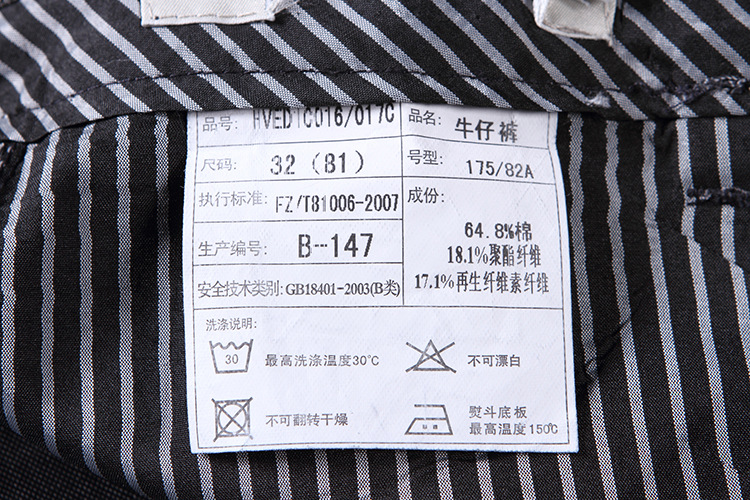 品号: HVED1C016/017C 品名: 牛仔裤
尺码: 32 (81) 号型: 175/82A
执行标准: FZ/T81006-2007 成份:
64.8%棉
生产编号: B-147 18.1%聚酯纤维
17.1%再生纤维素纤维
安全技术类别: GB18401-2003(B类)
洗涤说明:
30 最高洗涤温度30℃ 不可漂白
不可翻转干燥 熨斗底板
最高温度150℃